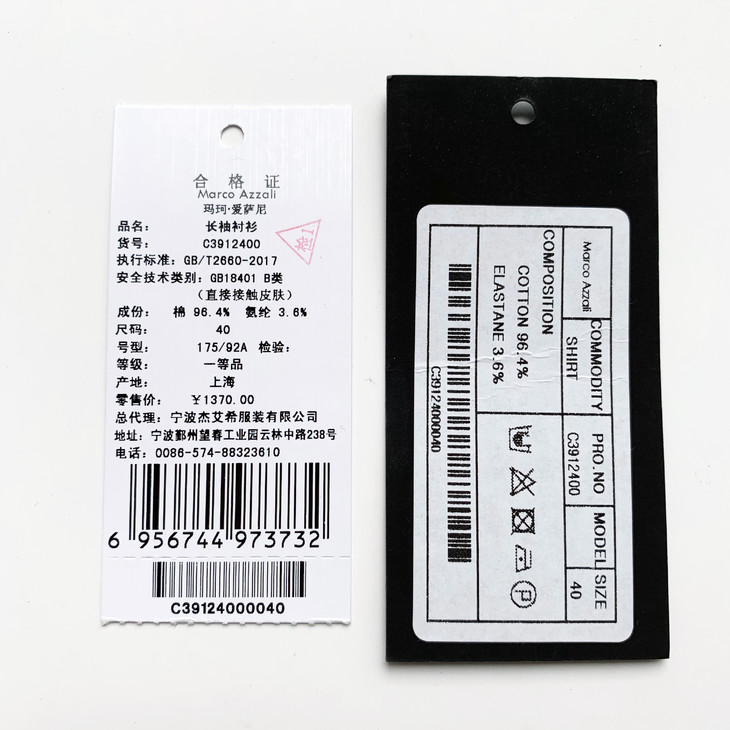 合格证
Marco Azzali
玛珂·爱萨尼
品名： 长袖衬衫
货号： C3912400
执行标准：GB/T2660-2017
安全技术类别：GB18401 B类
（直接接触皮肤）
成份： 棉 96.4% 氨纶 3.6%
尺码： 40
号型： 175/92A 检验：
等级： 一等品
产地： 上海
零售价： ￥1370.00
总代理：宁波杰艾希服装有限公司
地址：宁波鄞州望春工业园云林中路238号
电话：0086-574-88323610
6 956744 973732
C39124000040
Marco Azzali
COMMODITY
SHIRT
PRO.NO
C3912400
MODEL SIZE
40
COMPOSITION
COTTON 96.4%
ELASTANE 3.6%
P
C39124000040